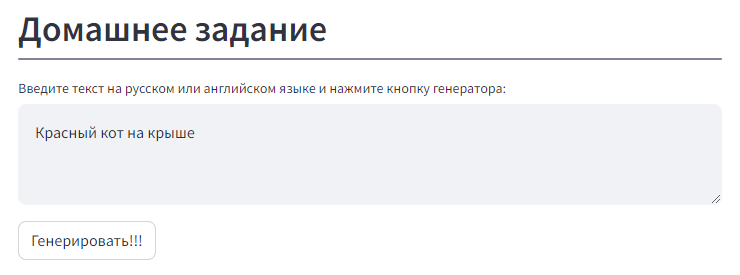 Домашнее задание
Введите текст на русском или английском языке и нажмите кнопку генератора:
Красный кот на крыше
Генерировать!!!